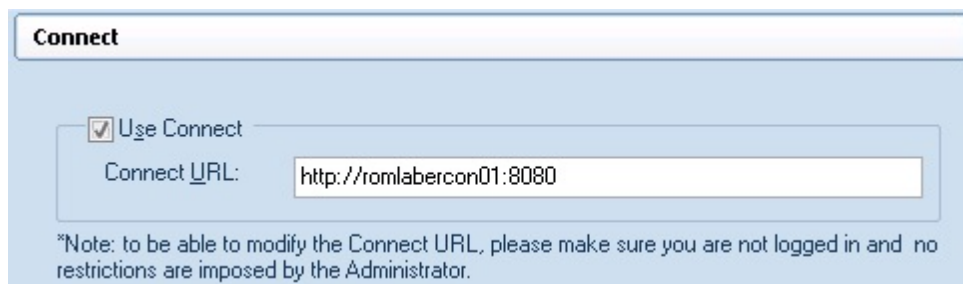 Connect
Use Connect
Connect URL: http://romlabercon01:8080
*Note: to be able to modify the Connect URL, please make sure you are not logged in and no
restrictions are imposed by the Administrator.